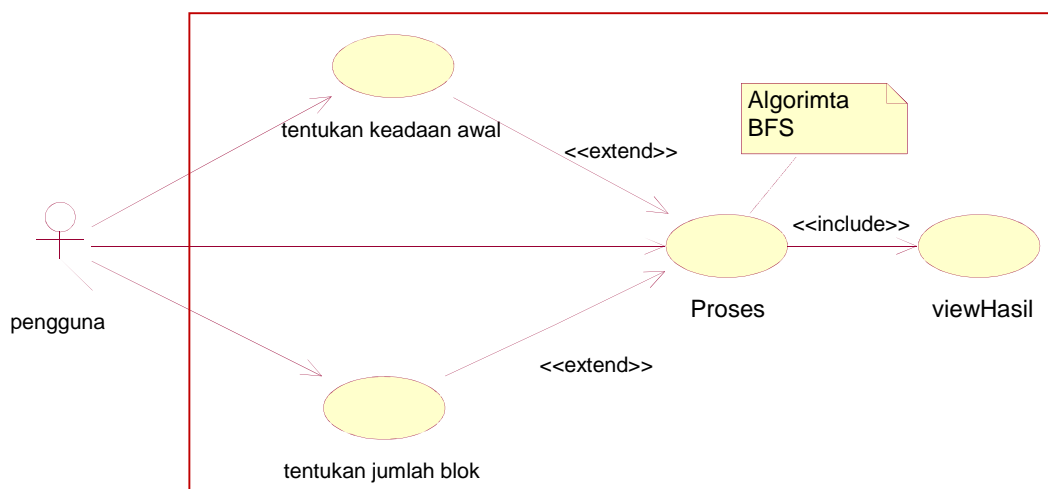 Algorimta
BFS
tentukan keadaan awal
<<extend>>
<<include>>
Proses
viewHasil
pengguna
<<extend>>
tentukan jumlah blok